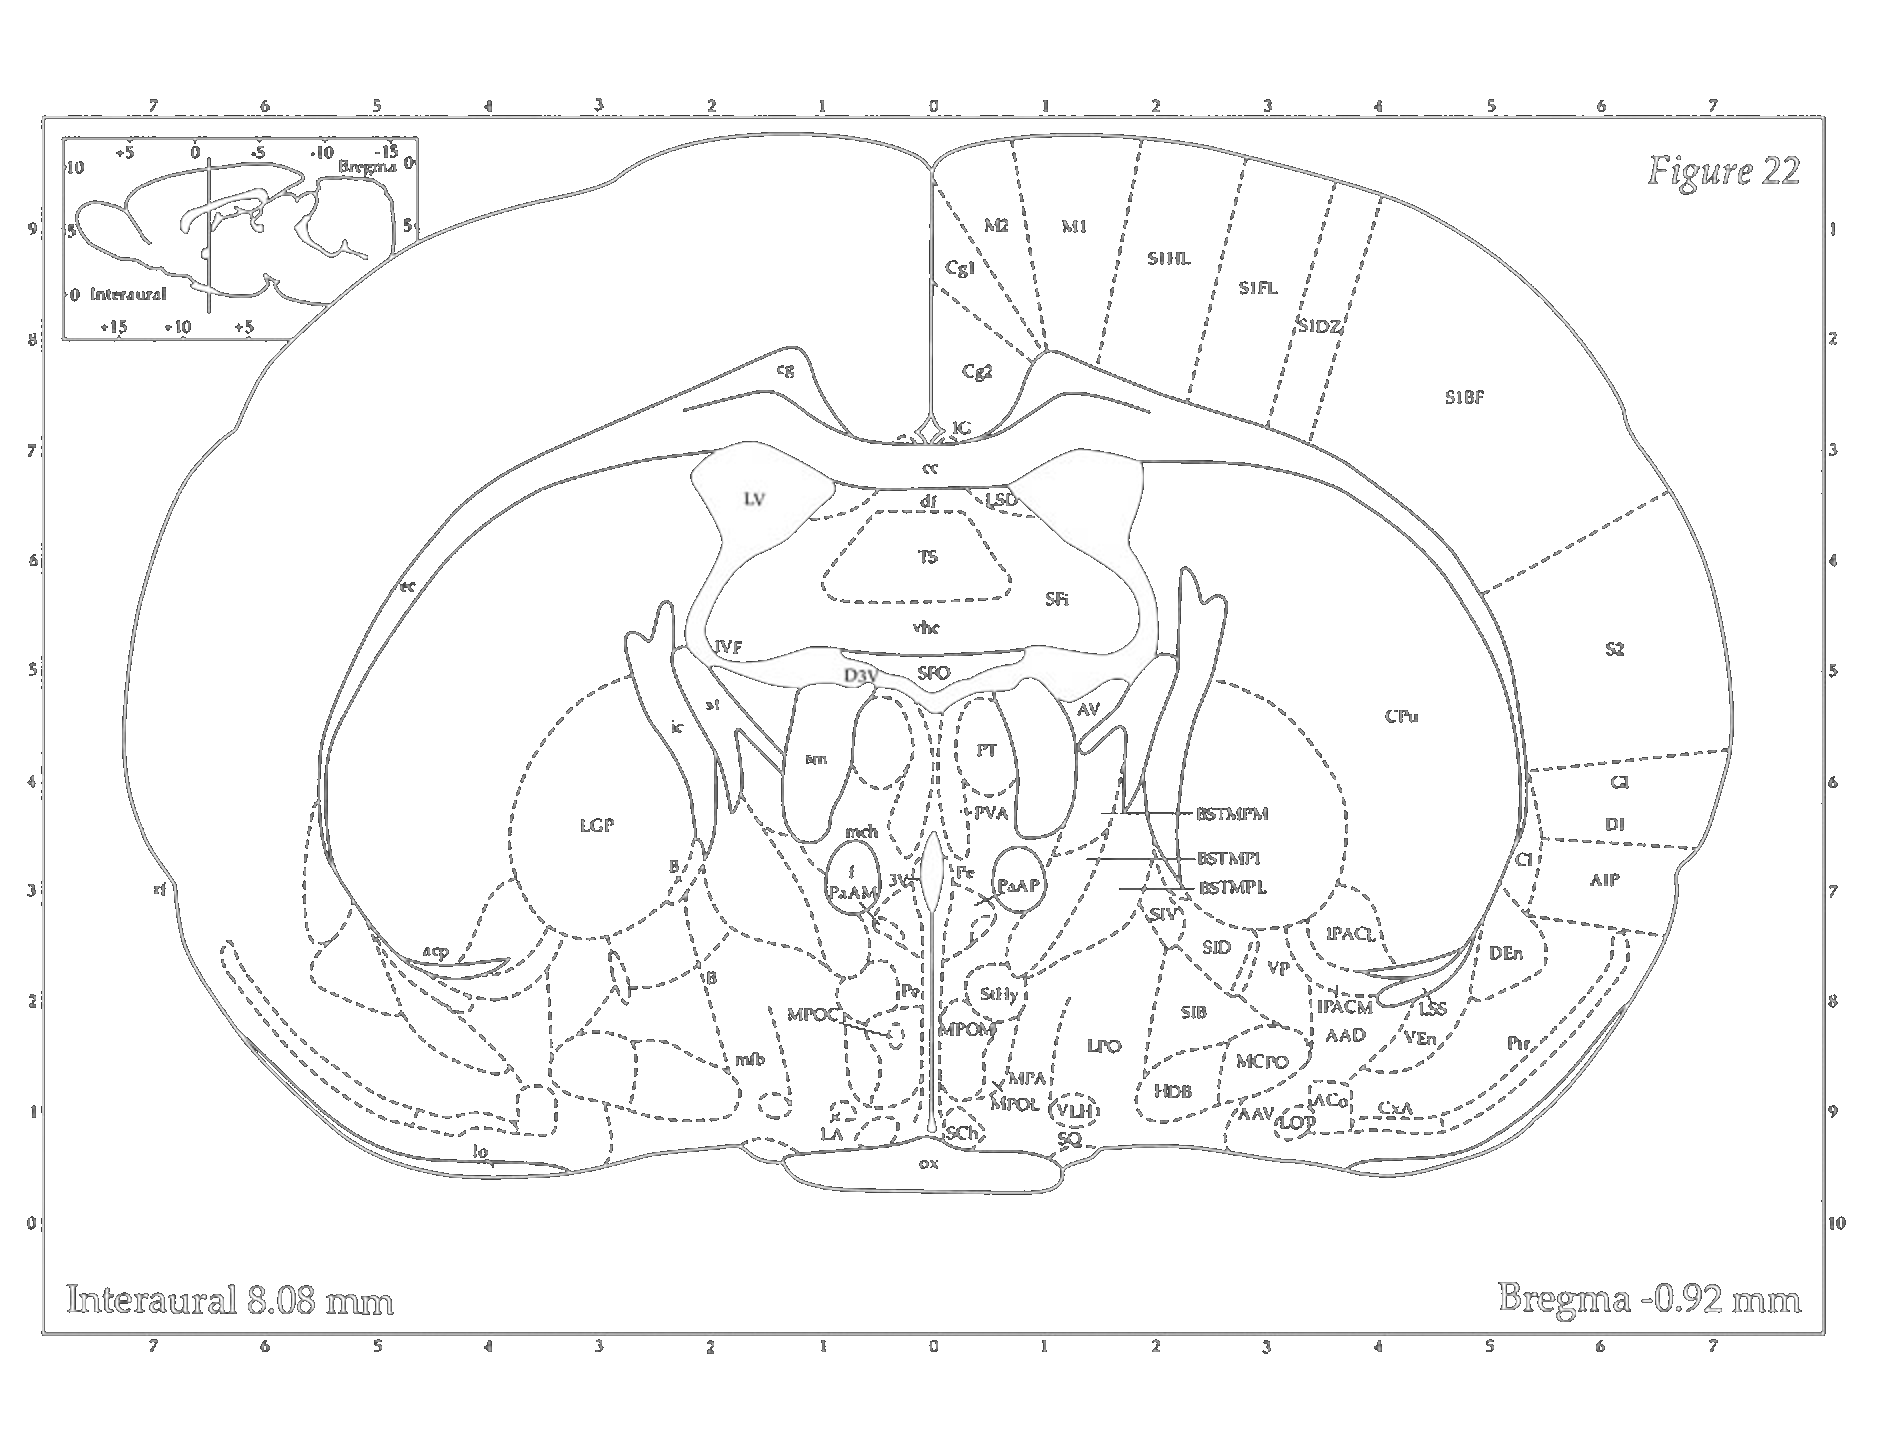 7 6 5 4 3 2 1 0 1 2 3 4 5 6 7
+5 0 -5 -10 -15
10 Bregma 0
5 5
0 Interaural
+15 +10 +5
Figure 22
9 1
8 2
7 3
6 4
5 5
4 6
3 7
2 8
1 9
0 10
M2 M1
S1HL
Cg1
S1FL
S1DZ
cg Cg2
S1BF
IG
cc
LV df LSD
TS
ec
SFi
vhc
IVF S2
D3V SFO
st AV
CPu
ic
sm PT
GI
PVA BSTMPM
LGP mch DI
BSTMPI CI
B f 3V Pe
rf PaAM PaAP BSTMPL AIP
SIV
acp SID IPACL DEn
B VP
Pe StHy
MPOC SIB IPACM LSS
MPOM AAD VEn Pir
mfb LPO MCPO
MPA HDB
MPOL ACo CxA
VLH AAV LOT
LA SCh SO
lo ox
Interaural 8.08 mm
Bregma -0.92 mm
7 6 5 4 3 2 1 0 1 2 3 4 5 6 7